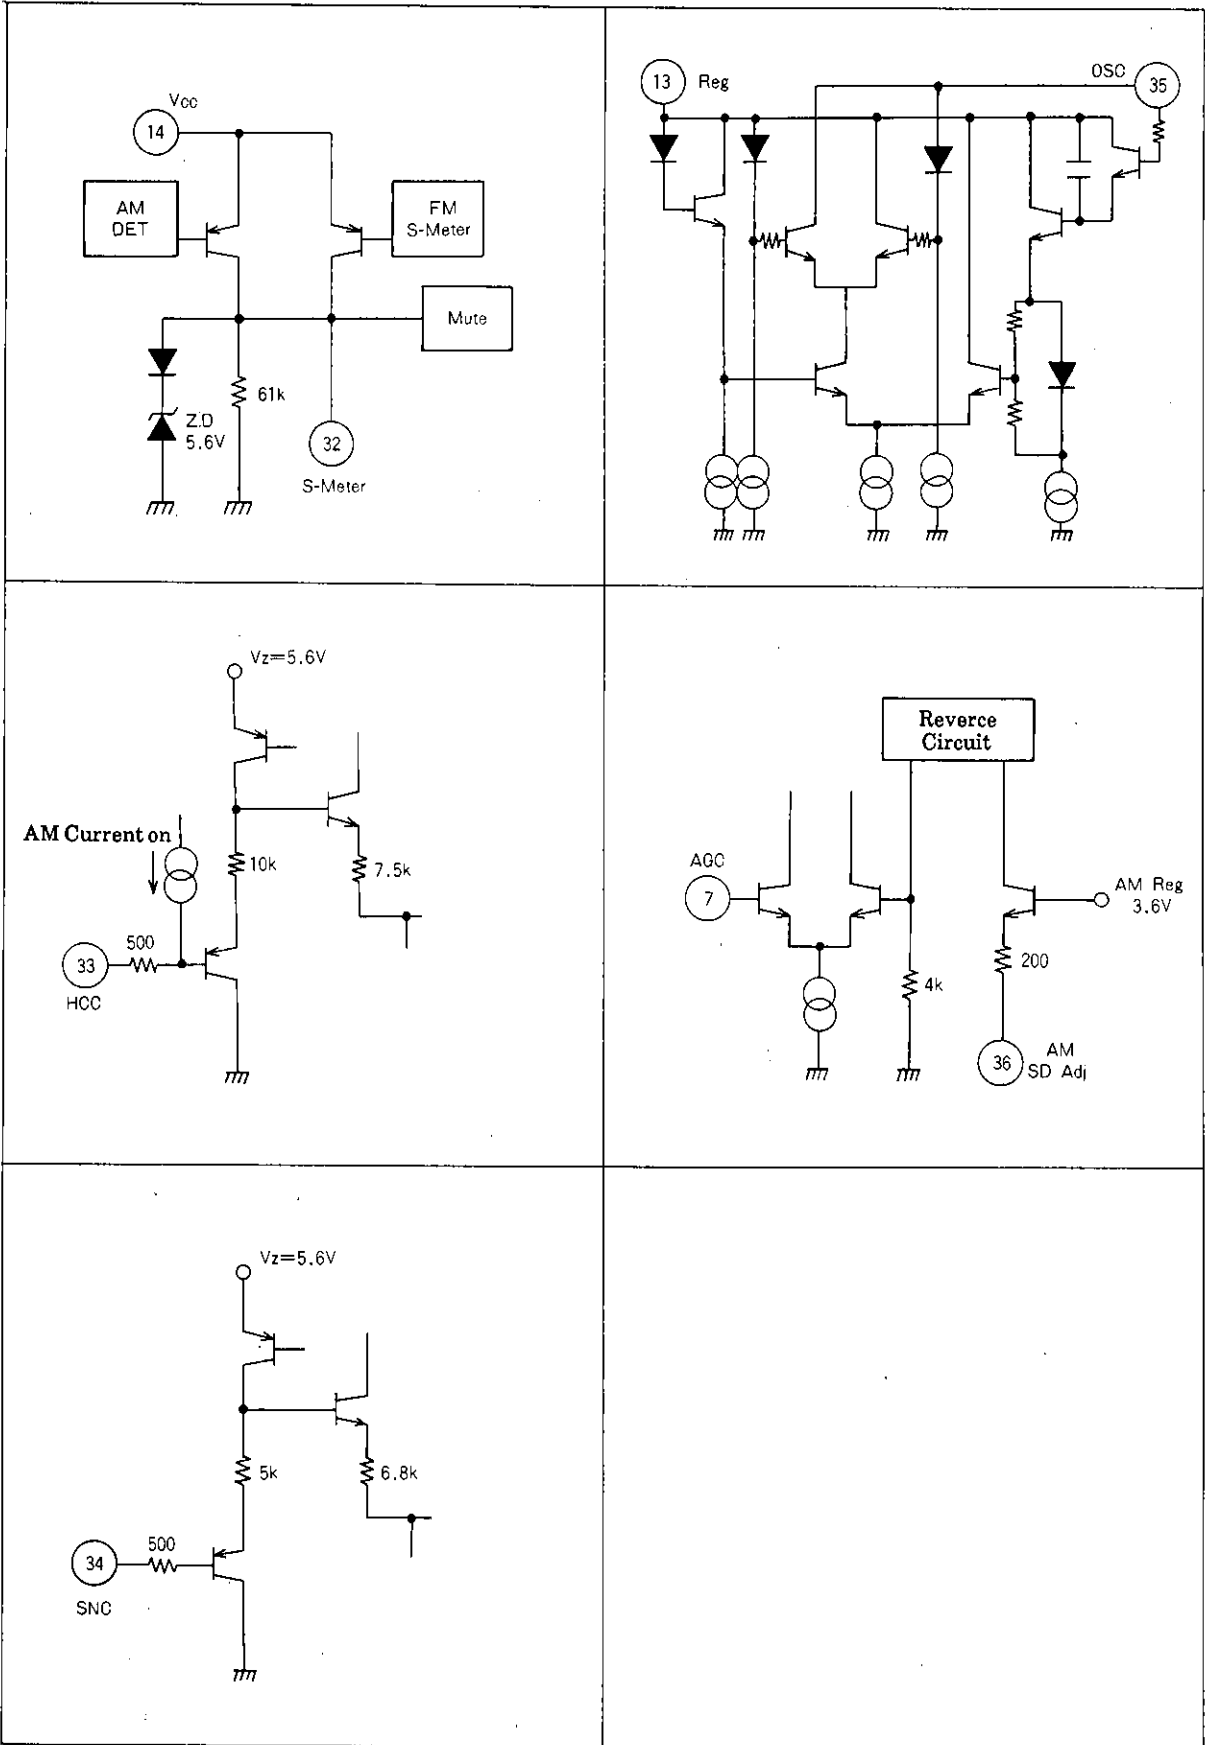 Vcc
14
AM
DET
FM
S-Meter
Mute
61k
Z.D
5.6V
32
S-Meter
13
Reg
OSC
35
Vz=5.6V
AM Current on
10k
7.5k
500
33
HCC
Reverce
Circuit
AGC
7
AM Reg
3.6V
200
4k
36
AM
SD Adj
Vz=5.6V
5k
6.8k
500
34
SNC